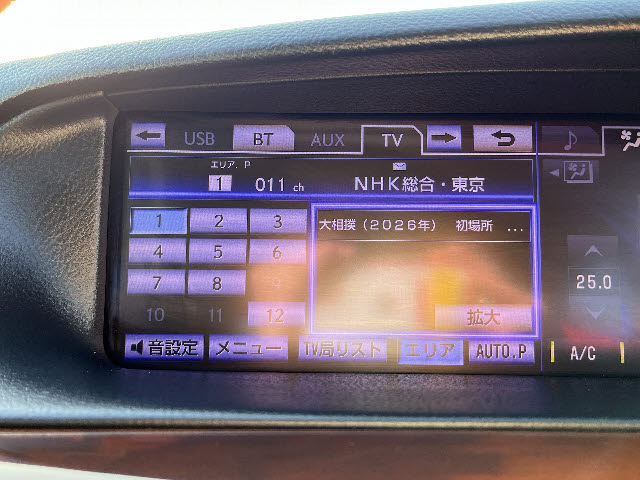 ← USB BT AUX TV →
エリア.P
1 011 ch NHK総合・東京
1 2 3
大相撲（2026年） 初場所 ...
4 5 6
7 8
25.0
10 11 12
拡大
音設定 メニュー TV局リスト エリア AUTO.P
A/C